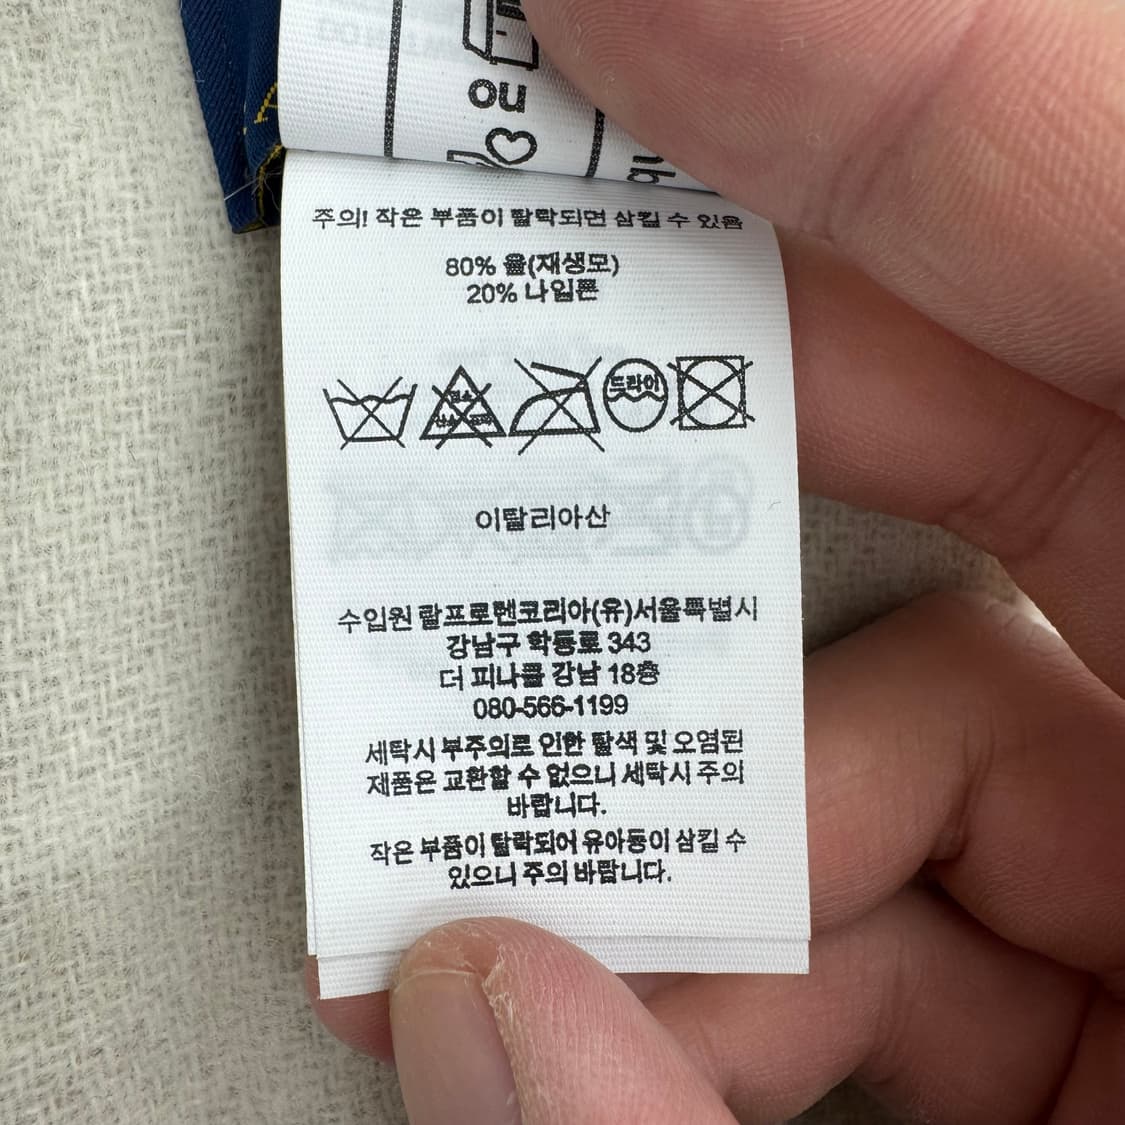 ou
주의! 작은 부품이 탈락되면 삼킬 수 있음
80% 울(재생모)
20% 나일론
드라이
이탈리아산
수입원 랄프로렌코리아(유)서울특별시
강남구 학동로 343
더 피나클 강남 18층
080-566-1199
세탁시 부주의로 인한 탈색 및 오염된
제품은 교환할 수 없으니 세탁시 주의
바랍니다.
작은 부품이 탈락되어 유아동이 삼킬 수
있으니 주의 바랍니다.